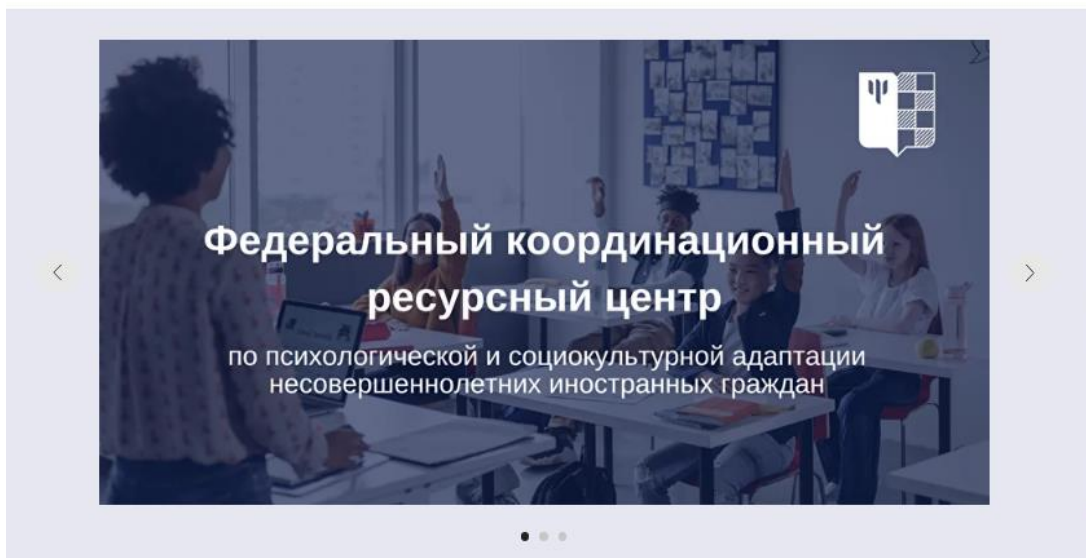 Федеральный координационный
ресурсный центр
по психологической и социокультурной адаптации
несовершеннолетних иностранных граждан